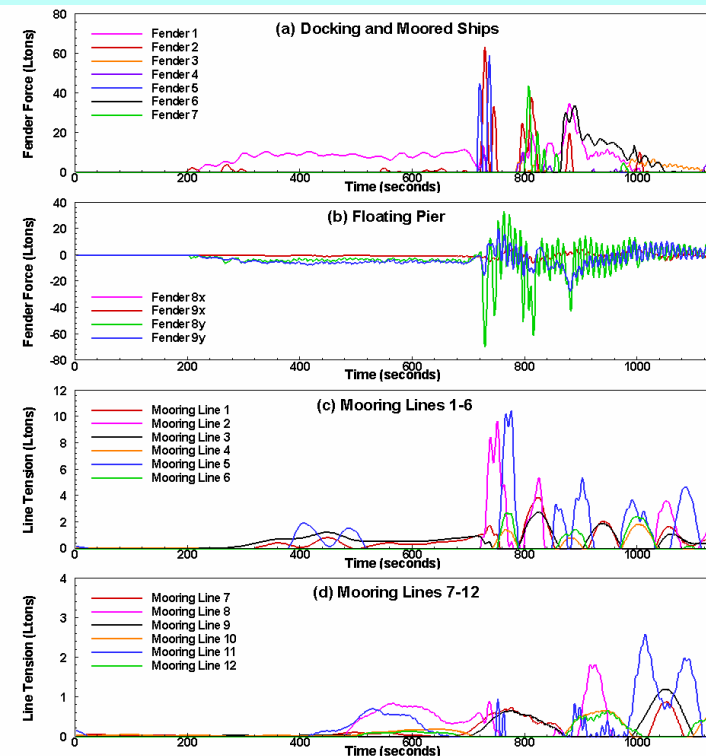 (a) Docking and Moored Ships
Fender Force (Ltons)
80
60
40
20
0
Fender 1
Fender 2
Fender 3
Fender 4
Fender 5
Fender 6
Fender 7
0 200 400 600 800 1000
Time (seconds)
(b) Floating Pier
Fender Force (Ltons)
40
20
0
-20
-40
-60
-80
Fender 8x
Fender 9x
Fender 8y
Fender 9y
0 200 400 600 800 1000
Time (seconds)
(c) Mooring Lines 1-6
Line Tension (Ltons)
12
10
8
6
4
2
0
Mooring Line 1
Mooring Line 2
Mooring Line 3
Mooring Line 4
Mooring Line 5
Mooring Line 6
0 200 400 600 800 1000
Time (seconds)
(d) Mooring Lines 7-12
Line Tension (Ltons)
4
3
2
1
0
Mooring Line 7
Mooring Line 8
Mooring Line 9
Mooring Line 10
Mooring Line 11
Mooring Line 12
0 200 400 600 800 1000
Time (seconds)